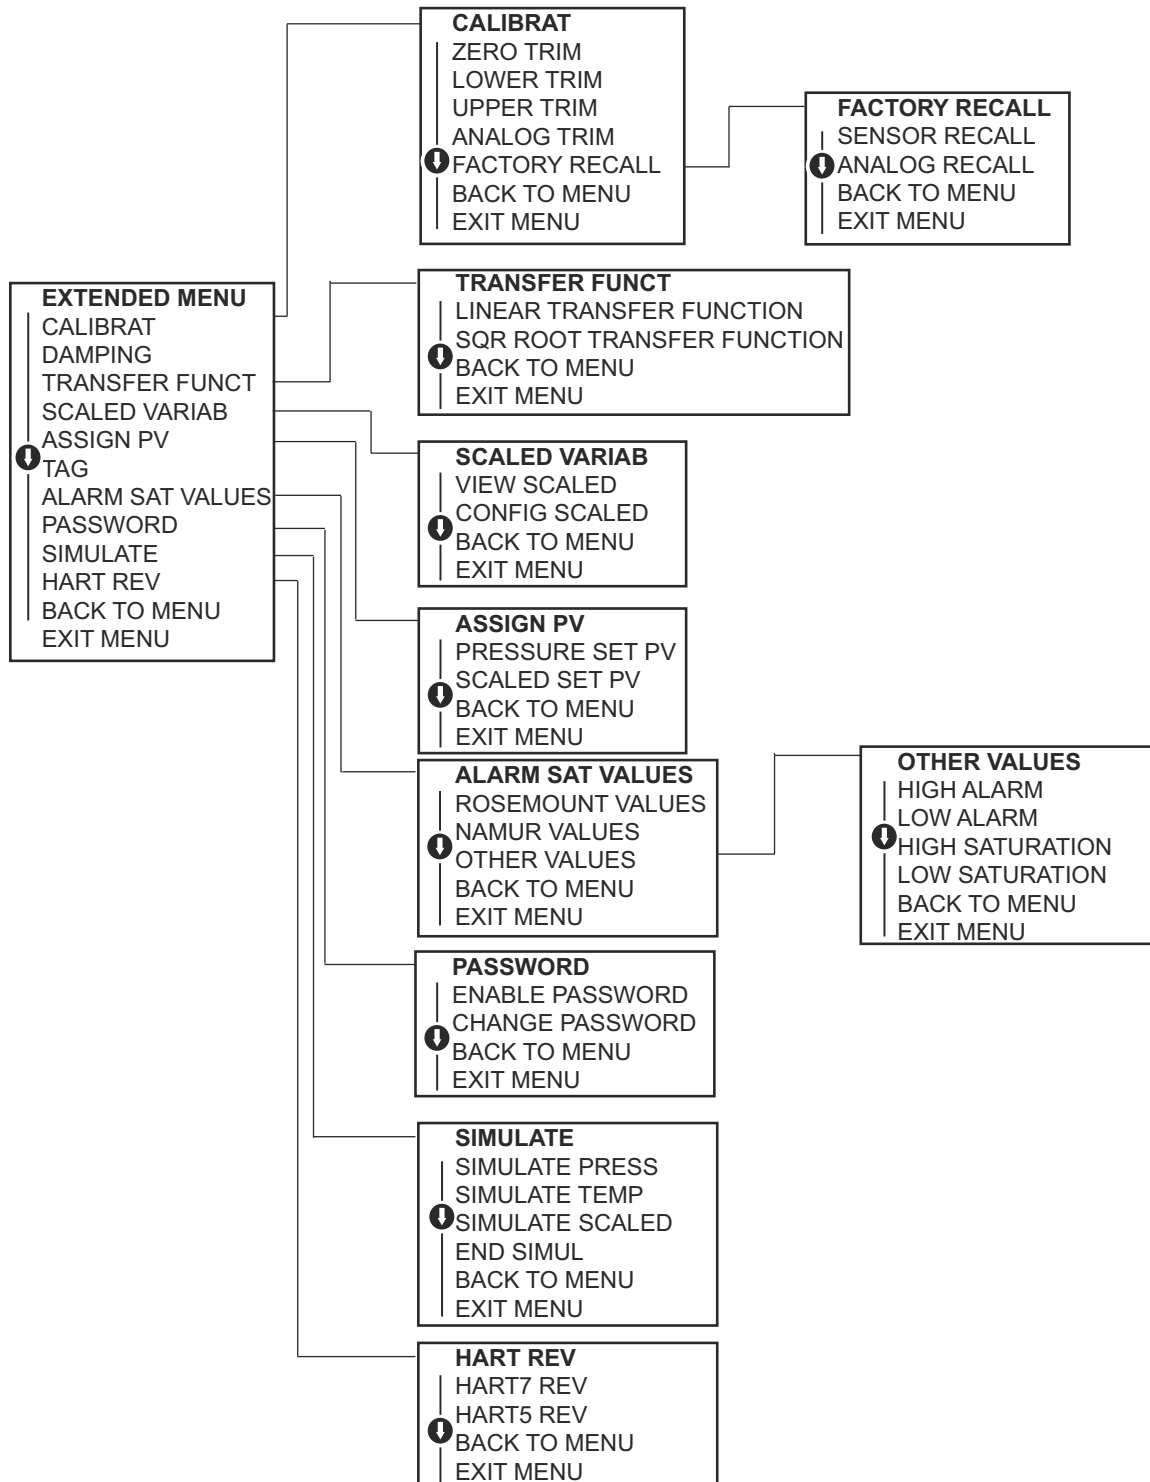 CALIBRAT
ZERO TRIM
LOWER TRIM
UPPER TRIM
ANALOG TRIM
FACTORY RECALL
BACK TO MENU
EXIT MENU
FACTORY RECALL
SENSOR RECALL
ANALOG RECALL
BACK TO MENU
EXIT MENU
EXTENDED MENU
CALIBRAT
DAMPING
TRANSFER FUNCT
SCALED VARIAB
ASSIGN PV
TAG
ALARM SAT VALUES
PASSWORD
SIMULATE
HART REV
BACK TO MENU
EXIT MENU
TRANSFER FUNCT
LINEAR TRANSFER FUNCTION
SQR ROOT TRANSFER FUNCTION
BACK TO MENU
EXIT MENU
SCALED VARIAB
VIEW SCALED
CONFIG SCALED
BACK TO MENU
EXIT MENU
ASSIGN PV
PRESSURE SET PV
SCALED SET PV
BACK TO MENU
EXIT MENU
ALARM SAT VALUES
ROSEMOUNT VALUES
NAMUR VALUES
OTHER VALUES
BACK TO MENU
EXIT MENU
OTHER VALUES
HIGH ALARM
LOW ALARM
HIGH SATURATION
LOW SATURATION
BACK TO MENU
EXIT MENU
PASSWORD
ENABLE PASSWORD
CHANGE PASSWORD
BACK TO MENU
EXIT MENU
SIMULATE
SIMULATE PRESS
SIMULATE TEMP
SIMULATE SCALED
END SIMUL
BACK TO MENU
EXIT MENU
HART REV
HART7 REV
HART5 REV
BACK TO MENU
EXIT MENU